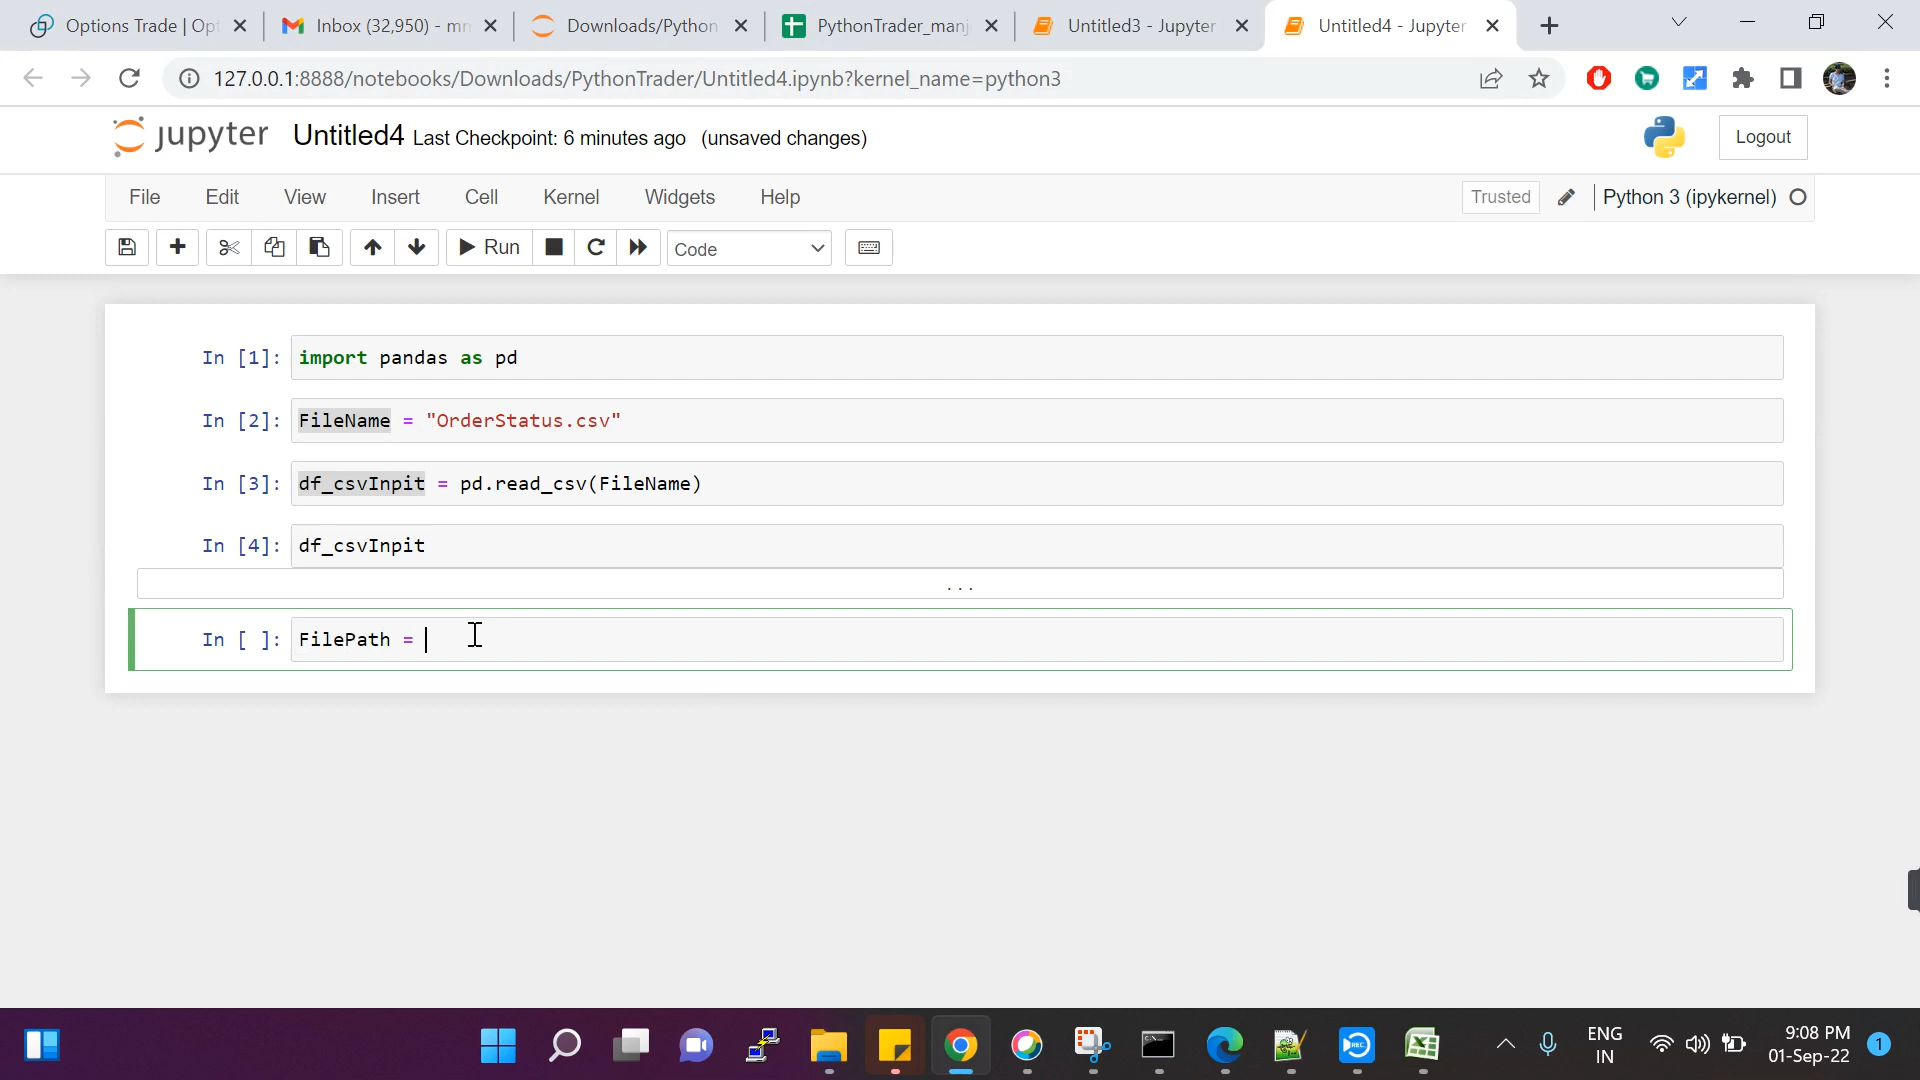 Options Trade | Opt
Inbox (32,950) - mr
Downloads/Python
PythonTrader_manj
Untitled3 - Jupyter
Untitled4 - Jupyter
127.0.0.1:8888/notebooks/Downloads/PythonTrader/Untitled4.ipynb?kernel_name=python3
jupyter Untitled4 Last Checkpoint: 6 minutes ago (unsaved changes)
Logout
File Edit View Insert Cell Kernel Widgets Help
Trusted Python 3 (ipykernel)
Run Code
In [1]: import pandas as pd
In [2]: FileName = "OrderStatus.csv"
In [3]: df_csvInpit = pd.read_csv(FileName)
In [4]: df_csvInpit
...
In [ ]: FilePath =
REC
ENG
IN
9:08 PM
01-Sep-22
1